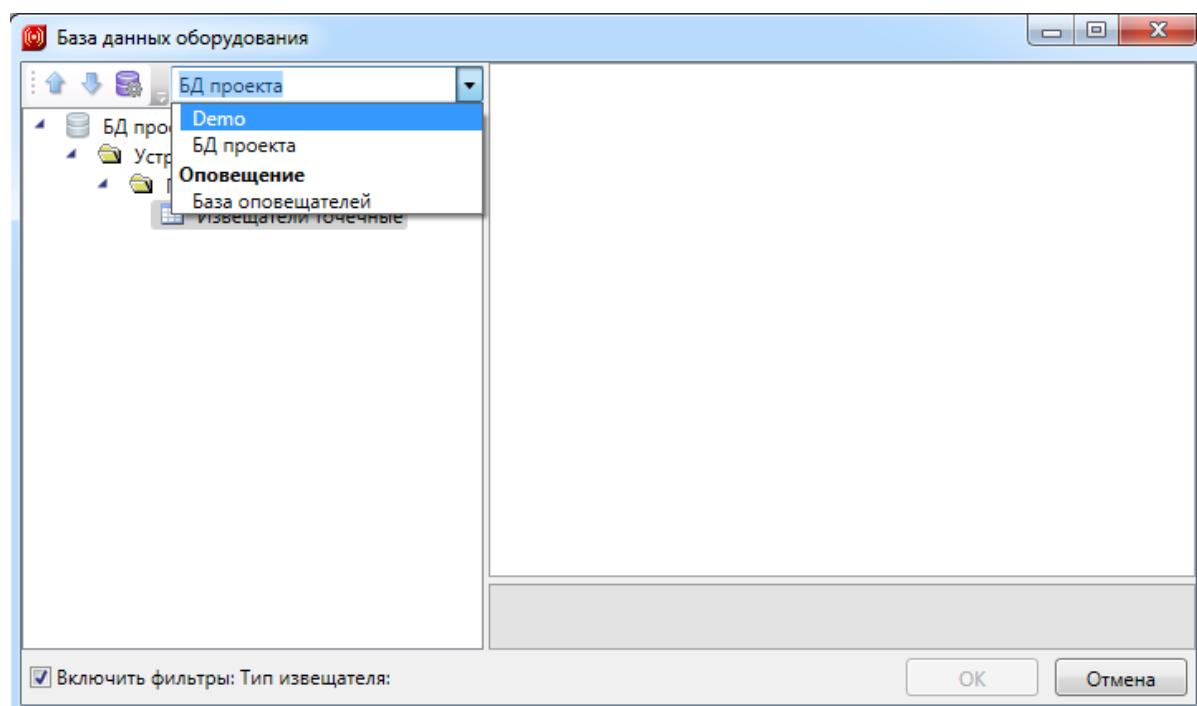 База данных оборудования
БД проекта
Demo
БД проекта
Оповещение
База оповещателей
БД
Извещатели точечные
Включить фильтры: Тип извещателя:
OK
Отмена